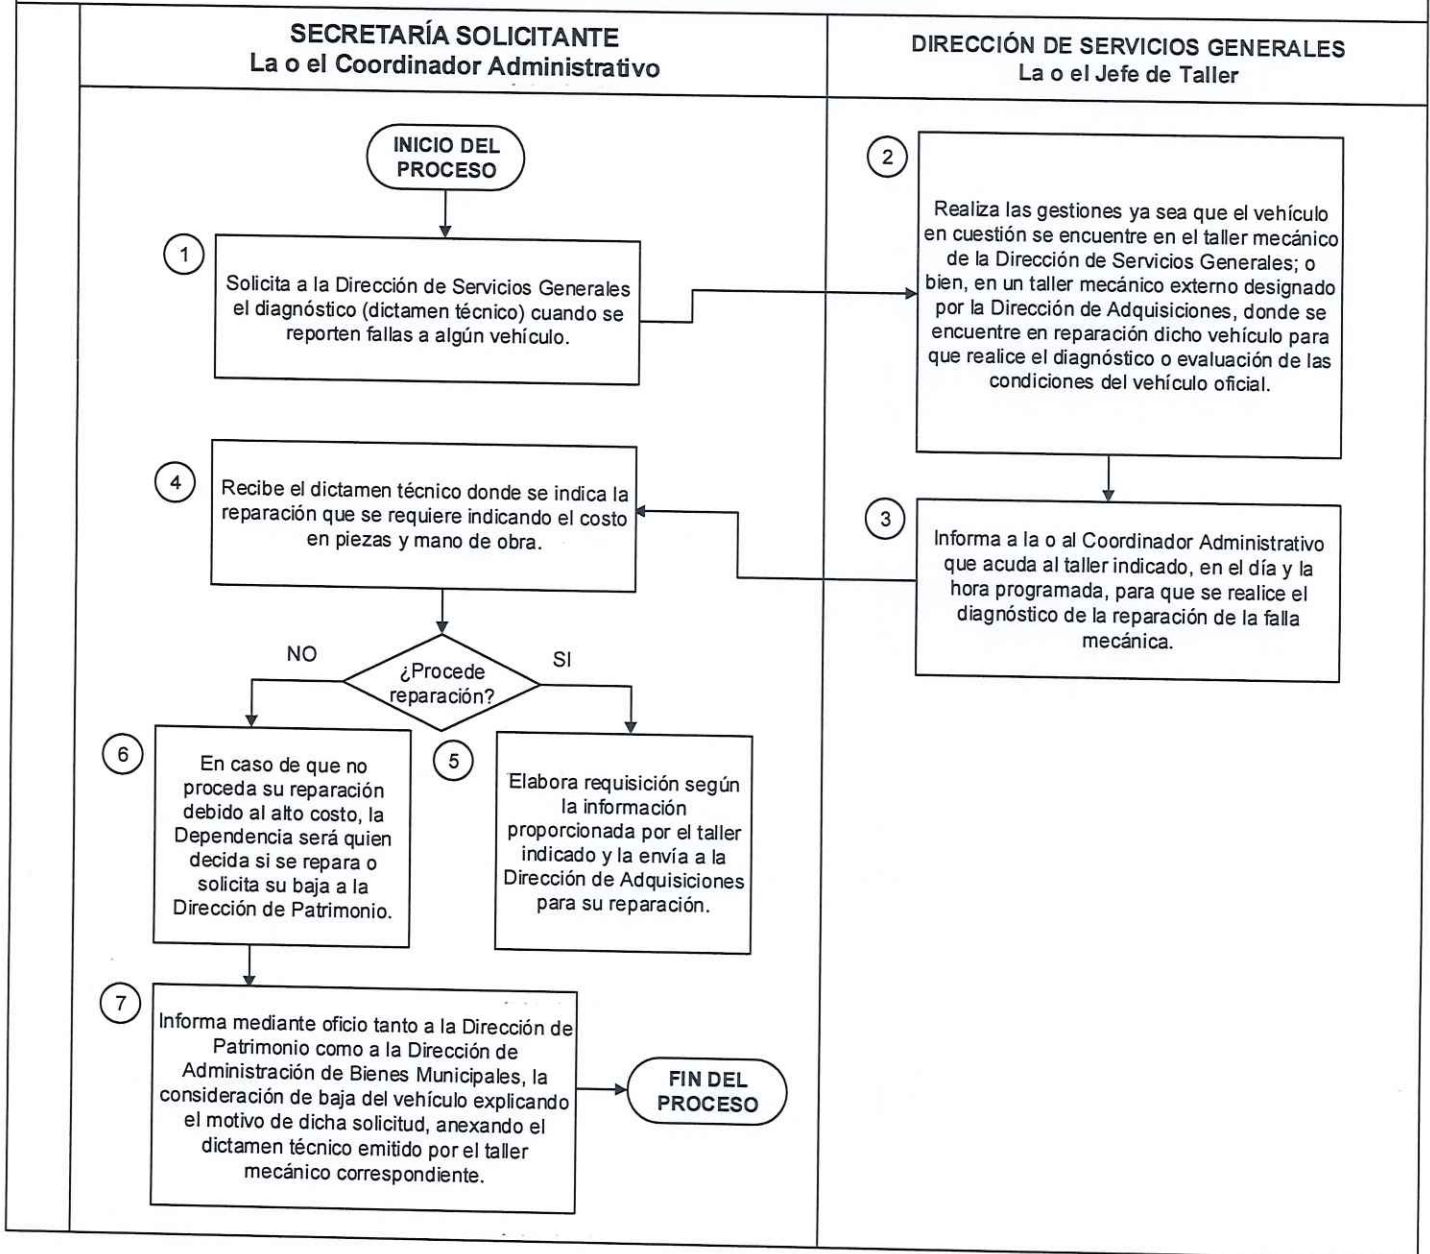 SECRETARÍA SOLICITANTE
La o el Coordinador Administrativo
DIRECCIÓN DE SERVICIOS GENERALES
La o el Jefe de Taller
INICIO DEL
PROCESO
1
Solicita a la Dirección de Servicios Generales
el diagnóstico (dictamen técnico) cuando se
reporten fallas a algún vehículo.
2
Realiza las gestiones ya sea que el vehículo
en cuestión se encuentre en el taller mecánico
de la Dirección de Servicios Generales; o
bien, en un taller mecánico externo designado
por la Dirección de Adquisiciones, donde se
encuentre en reparación dicho vehículo para
que realice el diagnóstico o evaluación de las
condiciones del vehículo oficial.
3
Informa a la o al Coordinador Administrativo
que acuda al taller indicado, en el día y la
hora programada, para que se realice el
diagnóstico de la reparación de la falla
mecánica.
4
Recibe el dictamen técnico donde se indica la
reparación que se requiere indicando el costo
en piezas y mano de obra.
¿Procede
reparación?
NO
SI
5
Elabora requisición según
la información
proporcionada por el taller
indicado y la envía a la
Dirección de Adquisiciones
para su reparación.
6
En caso de que no
proceda su reparación
debido al alto costo, la
Dependencia será quien
decida si se repara o
solicita su baja a la
Dirección de Patrimonio.
7
Informa mediante oficio tanto a la Dirección de
Patrimonio como a la Dirección de
Administración de Bienes Municipales, la
consideración de baja del vehículo explicando
el motivo de dicha solicitud, anexando el
dictamen técnico emitido por el taller
mecánico correspondiente.
FIN DEL
PROCESO